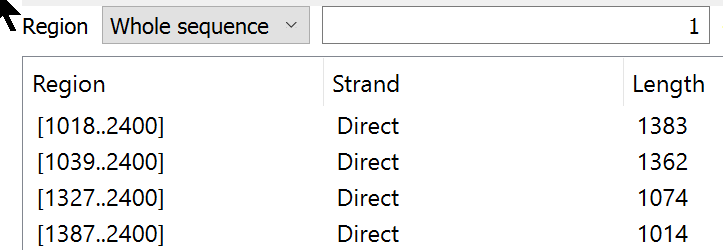 Region Whole sequence 1
Region Strand Length
[1018..2400] Direct 1383
[1039..2400] Direct 1362
[1327..2400] Direct 1074
[1387..2400] Direct 1014